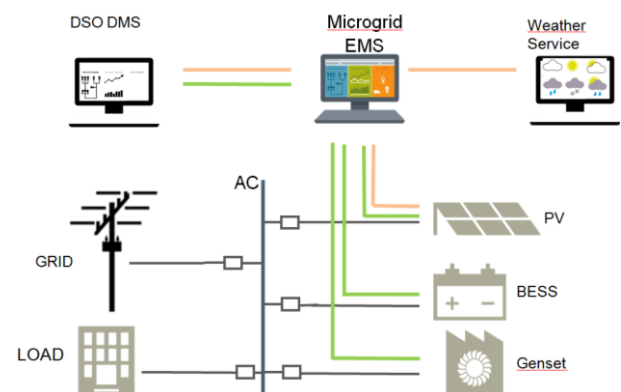 DSO DMS
Microgrid
EMS
Weather
Service
AC
GRID
LOAD
PV
BESS
Genset